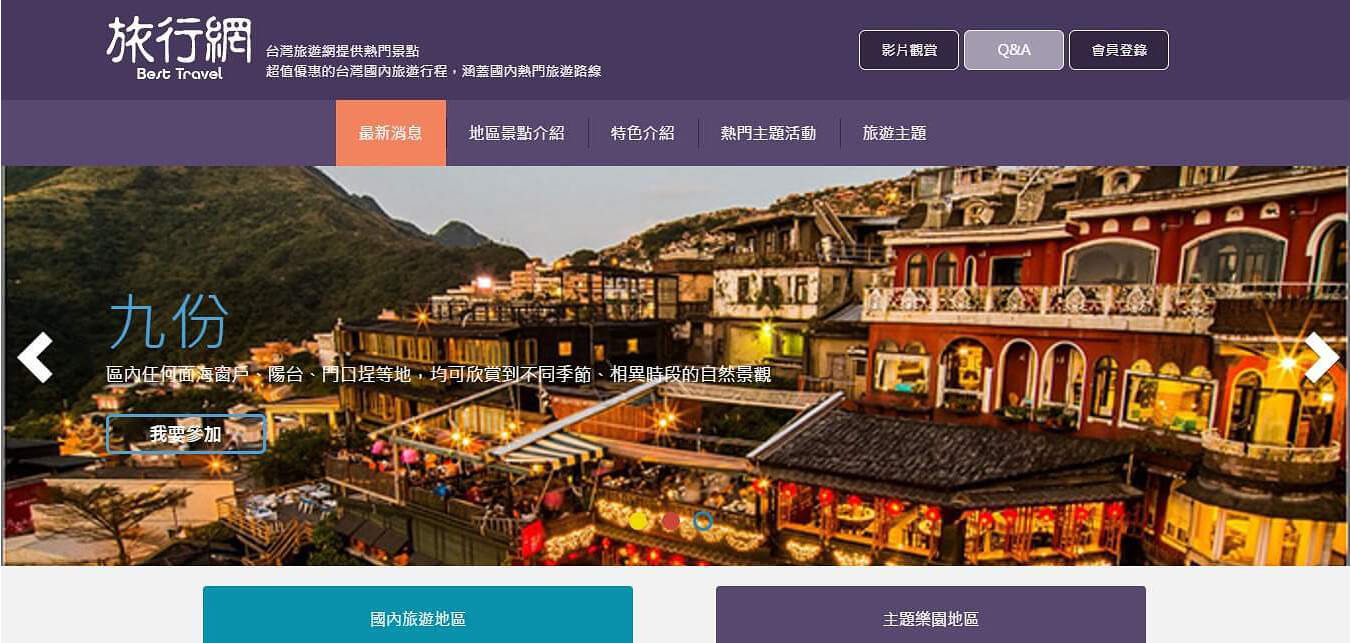 旅行網
Best Travel
台灣旅遊網提供熱門景點
超值優惠的台灣國內旅遊行程，涵蓋國內熱門旅遊路線
影片觀賞
Q&A
會員登錄
最新消息
地區景點介紹
特色介紹
熱門主題活動
旅遊主題
九份
區內任何面海窗戶、陽台、門口埕等地，均可欣賞到不同季節、相異時段的自然景觀
我要參加
國內旅遊地區
主題樂園地區